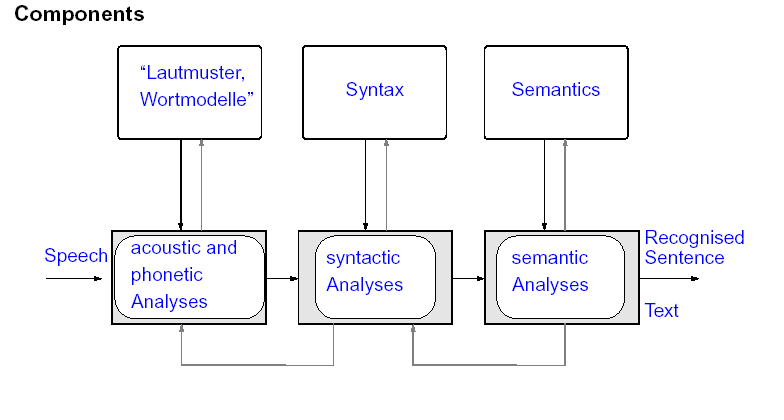 Components
“Lautmuster,
Wortmodelle”
Syntax
Semantics
Speech
acoustic and
phonetic
Analyses
syntactic
Analyses
semantic
Analyses
Recognised
Sentence
Text